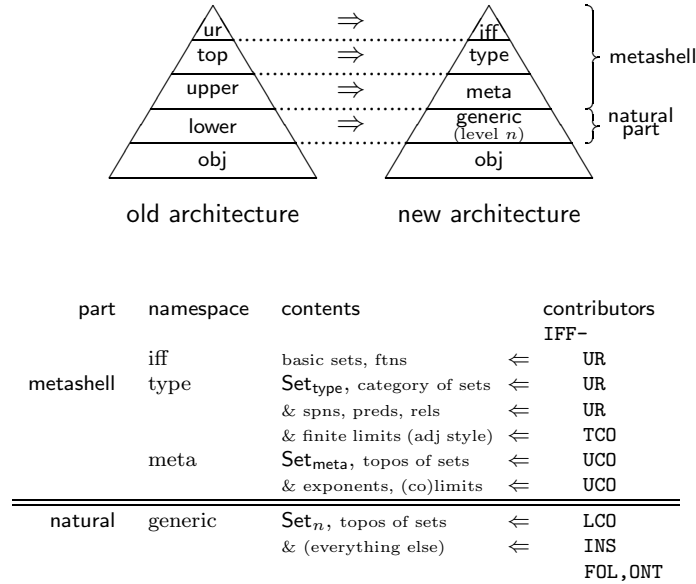 ur ⇒ iff
top ⇒ type metashell
upper meta
lower ⇒ generic natural
(level n) part
obj obj
old architecture new architecture
part namespace contents contributors
IFF-
iff basic sets, ftns ⇐ UR
metashell type Set_type, category of sets ⇐ UR
& spns, preds, rels ⇐ UR
& finite limits (adj style) ⇐ TCO
meta Set_meta, topos of sets ⇐ UCO
& exponents, (co)limits ⇐ UCO
natural generic Set_n, topos of sets ⇐ LCO
& (everything else) ⇐ INS
FOL,ONT